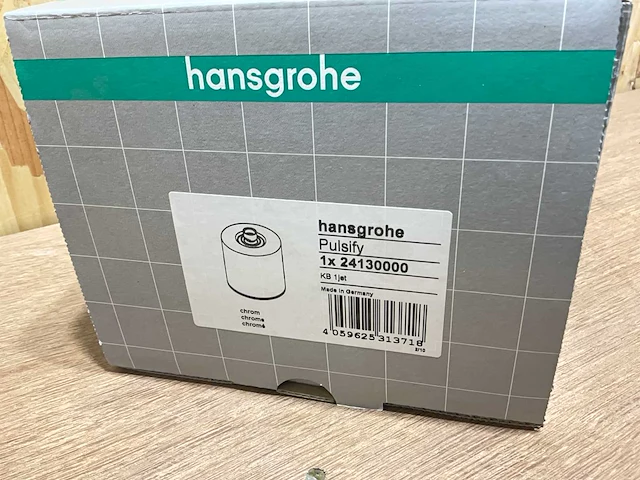 hansgrohe
hansgrohe
Pulsify
1x 24130000
KB 1jet
Made in Germany
chrom
chrome
chromé
4 059625 313718